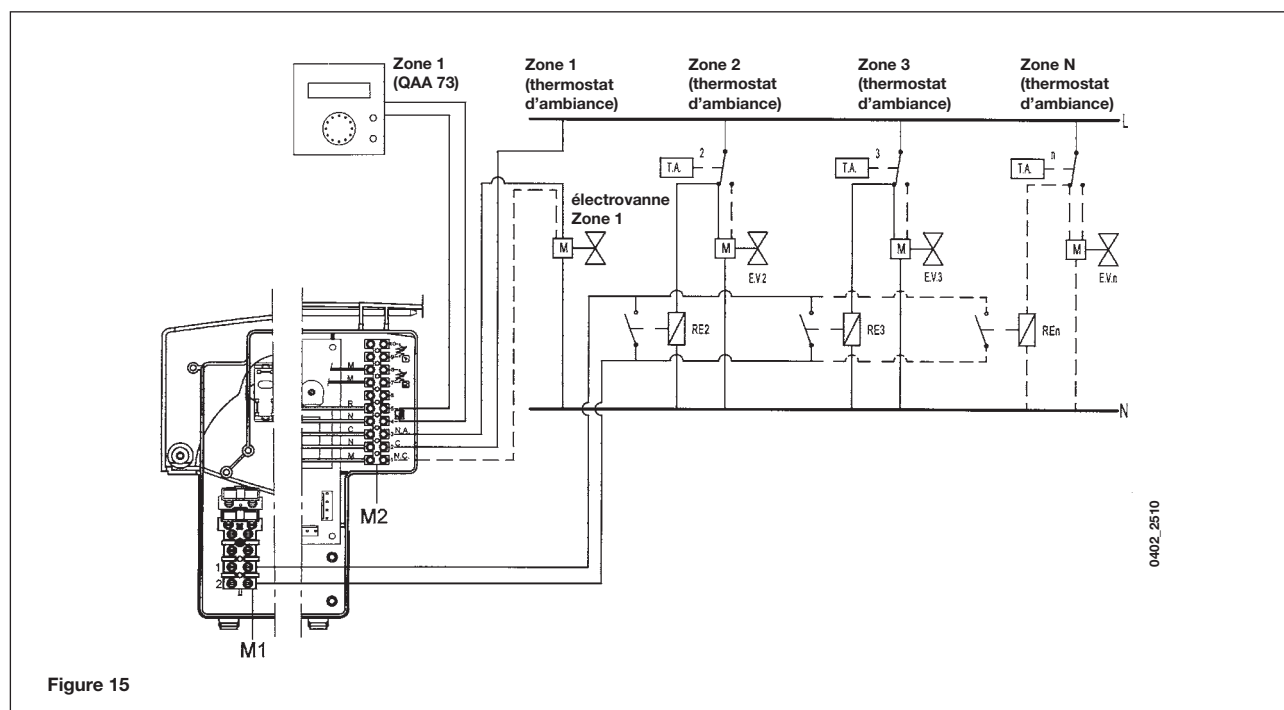 Zone 1
(QAA 73)
Zone 1
(thermostat
d'ambiance)
Zone 2
(thermostat
d'ambiance)
Zone 3
(thermostat
d'ambiance)
Zone N
(thermostat
d'ambiance)
L
2
T.A.
3
T.A.
n
T.A.
électrovanne
Zone 1
M
M
E.V.2
M
E.V.3
M
E.V.n
RE2
RE3
REn
N
M
M
R
N
C
N.A.
N
C
M
N.C.
M2
1
2
M1
0402_2510
Figure 15